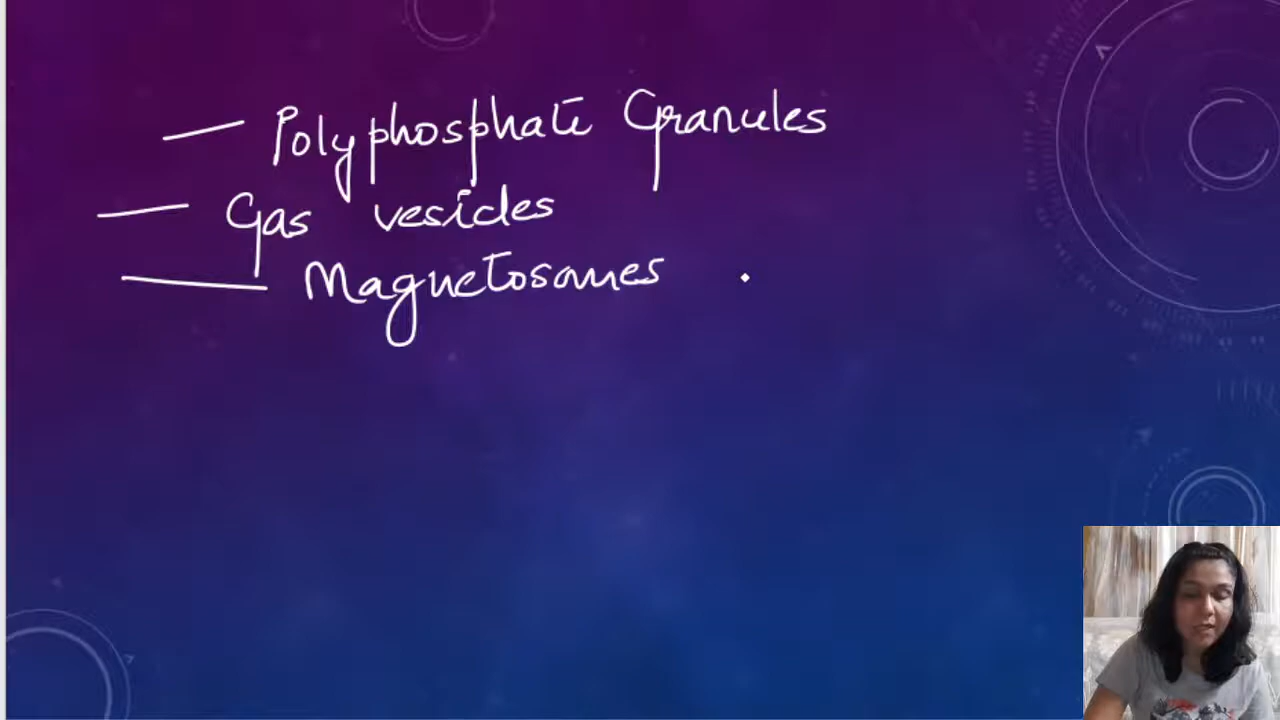 — Polyphosphate Granules
— Gas vesicles
— Magnetosomes